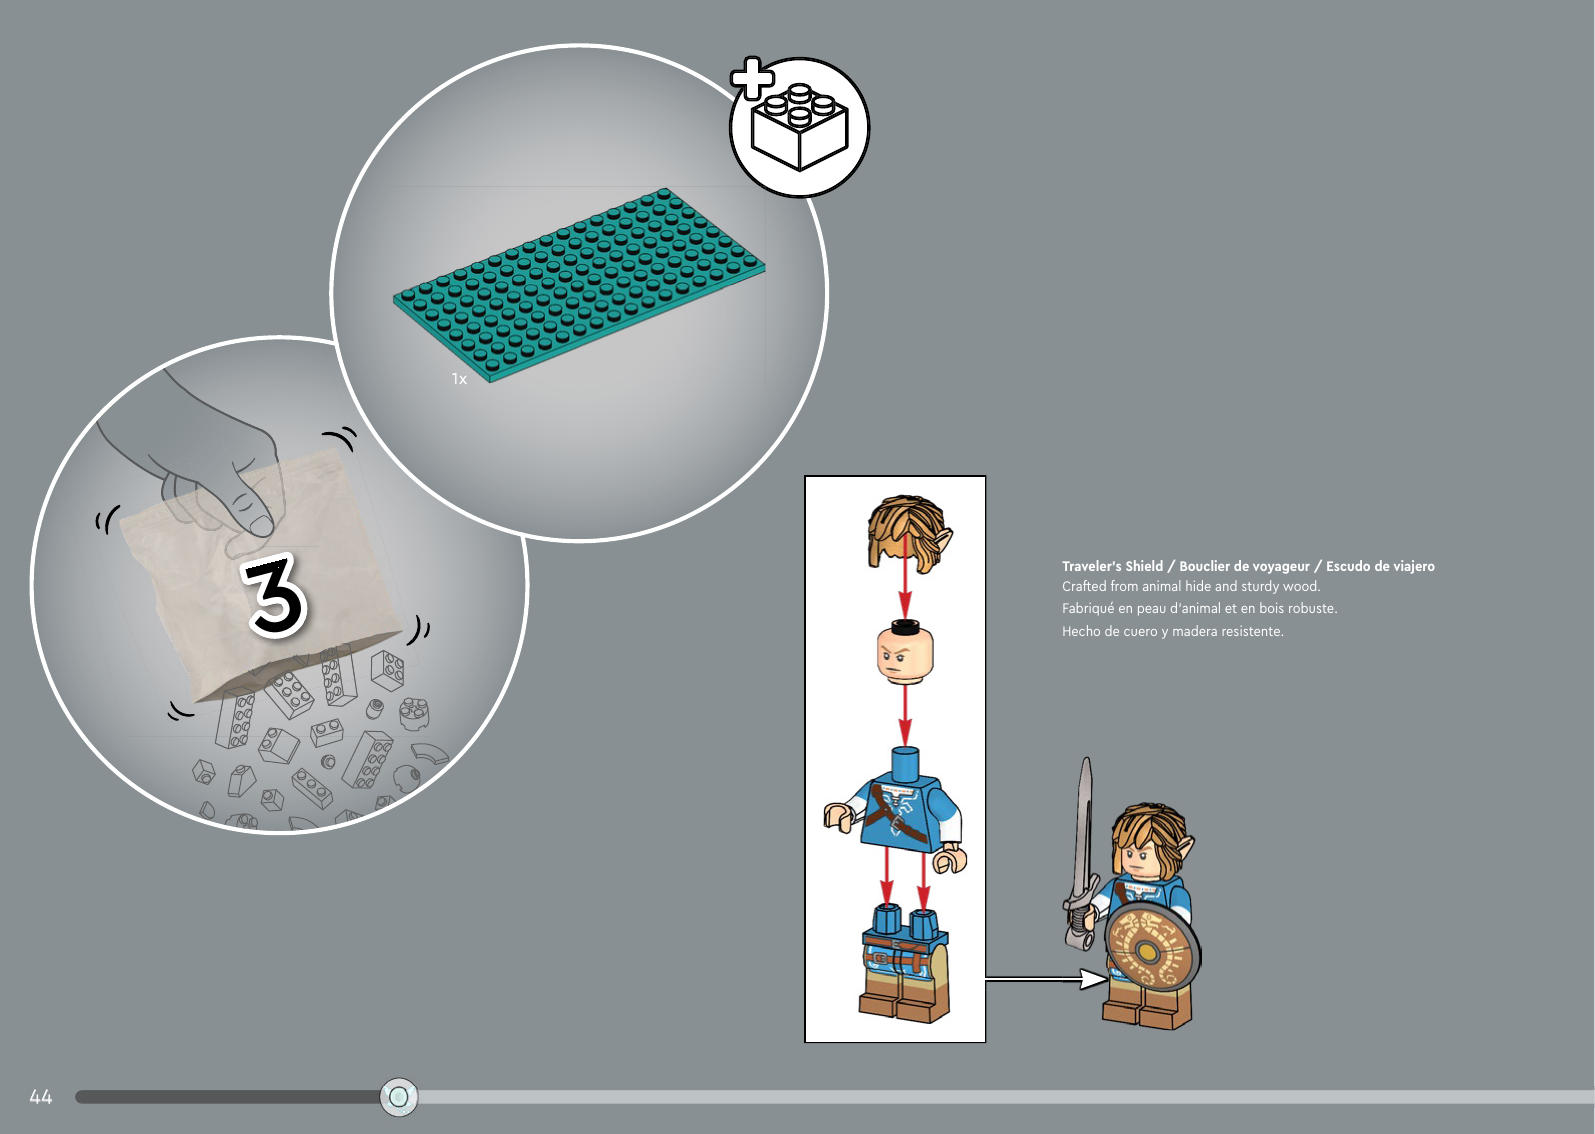 1x
3
Traveler's Shield / Bouclier de voyageur / Escudo de viajero
Crafted from animal hide and sturdy wood.
Fabriqué en peau d'animal et en bois robuste.
Hecho de cuero y madera resistente.
44